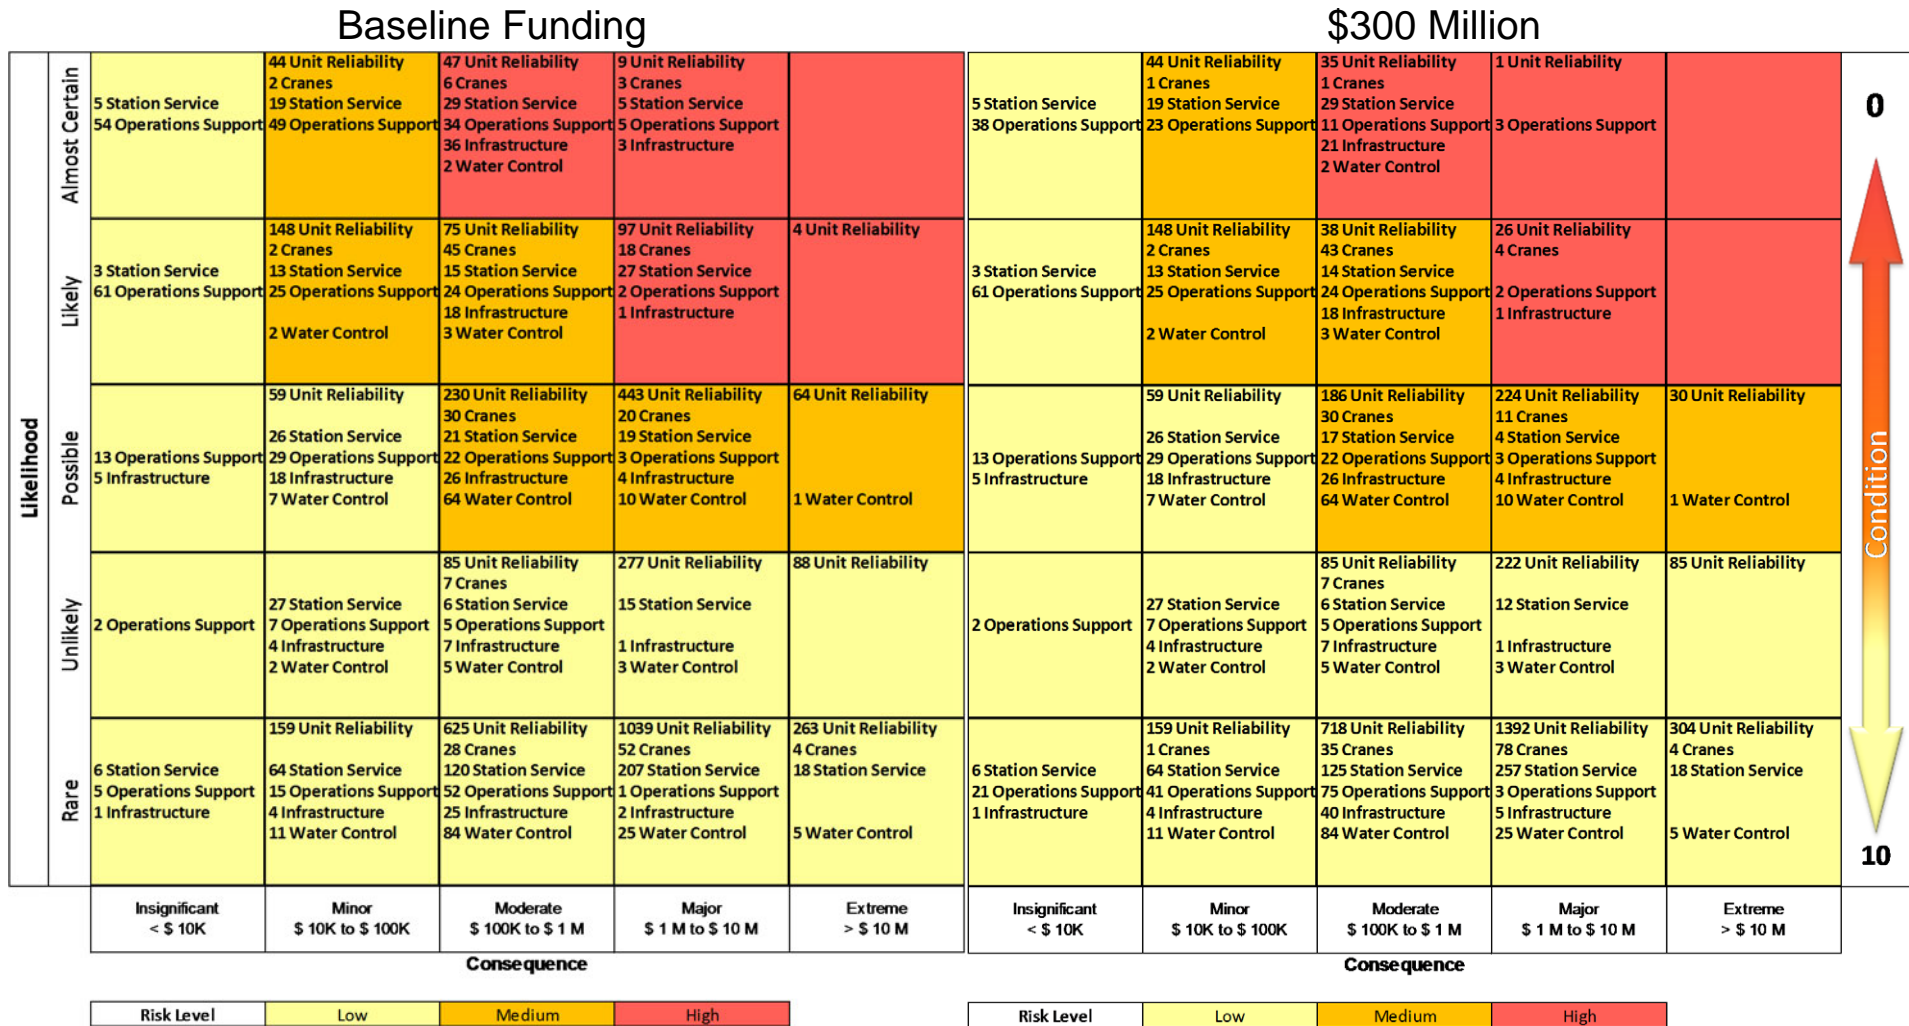 Baseline Funding
$300 Million
Likelihood
Almost Certain
5 Station Service
54 Operations Support
44 Unit Reliability
2 Cranes
19 Station Service
49 Operations Support
47 Unit Reliability
6 Cranes
29 Station Service
34 Operations Support
36 Infrastructure
2 Water Control
9 Unit Reliability
3 Cranes
5 Station Service
5 Operations Support
3 Infrastructure
Likely
3 Station Service
61 Operations Support
148 Unit Reliability
2 Cranes
13 Station Service
25 Operations Support
2 Water Control
75 Unit Reliability
45 Cranes
15 Station Service
24 Operations Support
18 Infrastructure
3 Water Control
97 Unit Reliability
18 Cranes
27 Station Service
2 Operations Support
1 Infrastructure
4 Unit Reliability
Possible
13 Operations Support
5 Infrastructure
59 Unit Reliability
26 Station Service
29 Operations Support
18 Infrastructure
7 Water Control
230 Unit Reliability
30 Cranes
21 Station Service
22 Operations Support
26 Infrastructure
64 Water Control
443 Unit Reliability
20 Cranes
19 Station Service
3 Operations Support
4 Infrastructure
10 Water Control
64 Unit Reliability
1 Water Control
Unlikely
2 Operations Support
27 Station Service
7 Operations Support
4 Infrastructure
2 Water Control
85 Unit Reliability
7 Cranes
6 Station Service
5 Operations Support
7 Infrastructure
5 Water Control
277 Unit Reliability
15 Station Service
1 Infrastructure
3 Water Control
88 Unit Reliability
Rare
6 Station Service
5 Operations Support
1 Infrastructure
159 Unit Reliability
64 Station Service
15 Operations Support
4 Infrastructure
11 Water Control
625 Unit Reliability
28 Cranes
120 Station Service
52 Operations Support
25 Infrastructure
84 Water Control
1039 Unit Reliability
52 Cranes
207 Station Service
1 Operations Support
2 Infrastructure
25 Water Control
263 Unit Reliability
4 Cranes
18 Station Service
5 Water Control
Insignificant
< $ 10K
Minor
$ 10K to $ 100K
Moderate
$ 100K to $ 1 M
Major
$ 1 M to $ 10 M
Extreme
> $ 10 M
Consequence
Risk Level
Low
Medium
High
5 Station Service
38 Operations Support
44 Unit Reliability
1 Cranes
19 Station Service
23 Operations Support
35 Unit Reliability
1 Cranes
29 Station Service
11 Operations Support
21 Infrastructure
2 Water Control
1 Unit Reliability
3 Operations Support
3 Station Service
61 Operations Support
148 Unit Reliability
2 Cranes
13 Station Service
25 Operations Support
2 Water Control
38 Unit Reliability
43 Cranes
14 Station Service
24 Operations Support
18 Infrastructure
3 Water Control
26 Unit Reliability
4 Cranes
2 Operations Support
1 Infrastructure
13 Operations Support
5 Infrastructure
59 Unit Reliability
26 Station Service
29 Operations Support
18 Infrastructure
7 Water Control
186 Unit Reliability
30 Cranes
17 Station Service
22 Operations Support
26 Infrastructure
64 Water Control
224 Unit Reliability
11 Cranes
4 Station Service
3 Operations Support
4 Infrastructure
10 Water Control
30 Unit Reliability
1 Water Control
2 Operations Support
27 Station Service
7 Operations Support
4 Infrastructure
2 Water Control
85 Unit Reliability
7 Cranes
6 Station Service
5 Operations Support
7 Infrastructure
5 Water Control
222 Unit Reliability
12 Station Service
1 Infrastructure
3 Water Control
85 Unit Reliability
6 Station Service
21 Operations Support
1 Infrastructure
159 Unit Reliability
1 Cranes
64 Station Service
41 Operations Support
4 Infrastructure
11 Water Control
718 Unit Reliability
35 Cranes
125 Station Service
75 Operations Support
40 Infrastructure
84 Water Control
1392 Unit Reliability
78 Cranes
257 Station Service
3 Operations Support
5 Infrastructure
25 Water Control
304 Unit Reliability
4 Cranes
18 Station Service
5 Water Control
Insignificant
< $ 10K
Minor
$ 10K to $ 100K
Moderate
$ 100K to $ 1 M
Major
$ 1 M to $ 10 M
Extreme
> $ 10 M
Consequence
Risk Level
Low
Medium
High
0
Condition
10